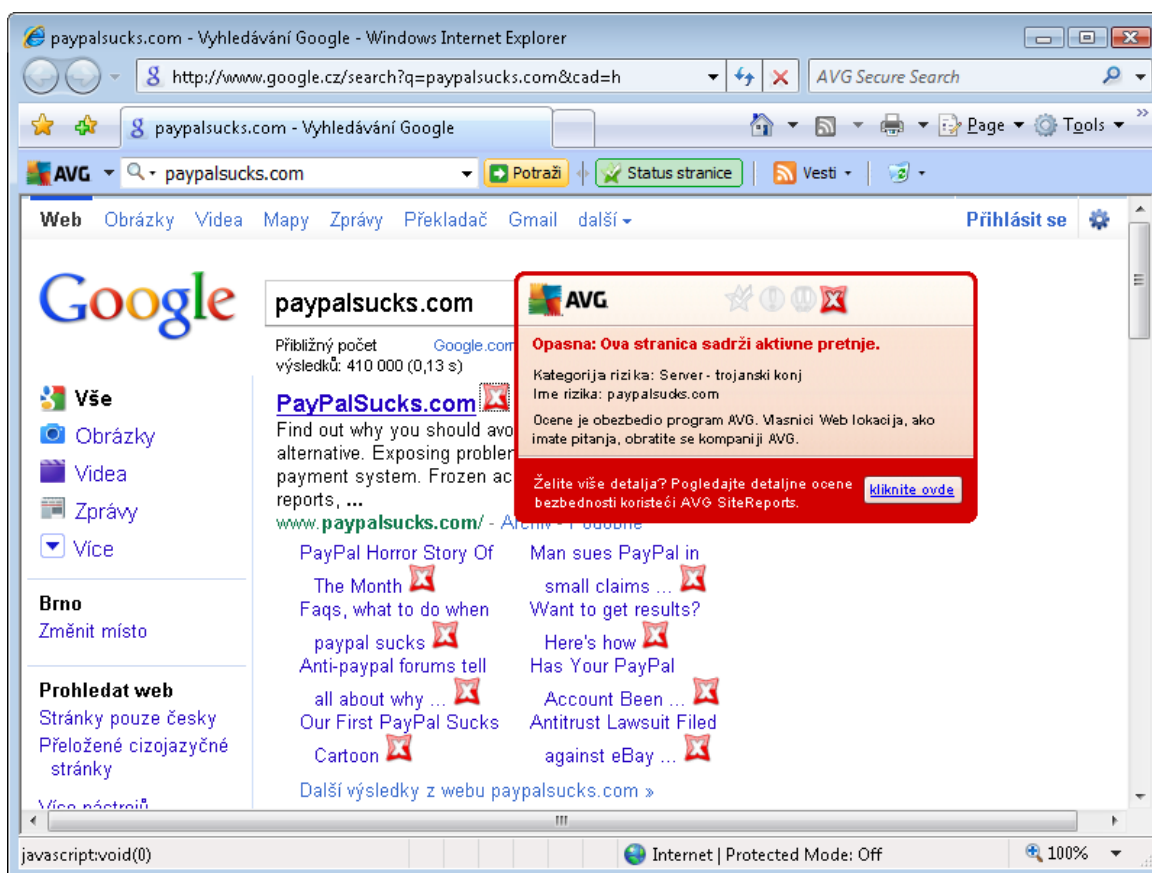 paypalsucks.com - Vyhledávání Google - Windows Internet Explorer
http://www.google.cz/search?q=paypalsucks.com&cad=h
AVG Secure Search
paypalsucks.com - Vyhledávání Google
Page
Tools
AVG
paypalsucks.com
Potraži
Status stranice
Vesti
Web Obrázky Videa Mapy Zprávy Překladač Gmail další
Přihlásit se
Google
paypalsucks.com
Přibližný počet
výsledků: 410 000 (0,13 s)
Google.com
Vše
Obrázky
Videa
Zprávy
Více
Brno
Změnit místo
Prohledat web
Stránky pouze česky
Přeložené cizojazyčné
stránky
Více nástrojů
PayPalSucks.com
Find out why you should avo
alternative. Exposing probler
payment system. Frozen ac
reports, ...
www.paypalsucks.com/ - Archiv - Podobné
AVG
Opasna: Ova stranica sadrži aktivne pretnje.
Kategorija rizika: Server - trojanski konj
Ime rizika: paypalsucks.com
Ocene je obezbedio program AVG. Vlasnici Web lokacija, ako
imate pitanja, obratite se kompaniji AVG.
Želite više detalja? Pogledajte detaljne ocene
bezbednosti koristeći AVG SiteReports.
kliknite ovde
PayPal Horror Story Of
The Month
Man sues PayPal in
small claims ...
Faqs, what to do when
paypal sucks
Want to get results?
Here's how
Anti-paypal forums tell
all about why ...
Has Your PayPal
Account Been ...
Our First PayPal Sucks
Cartoon
Antitrust Lawsuit Filed
against eBay ...
Další výsledky z webu paypalsucks.com »
javascript:void(0)
Internet | Protected Mode: Off
100%